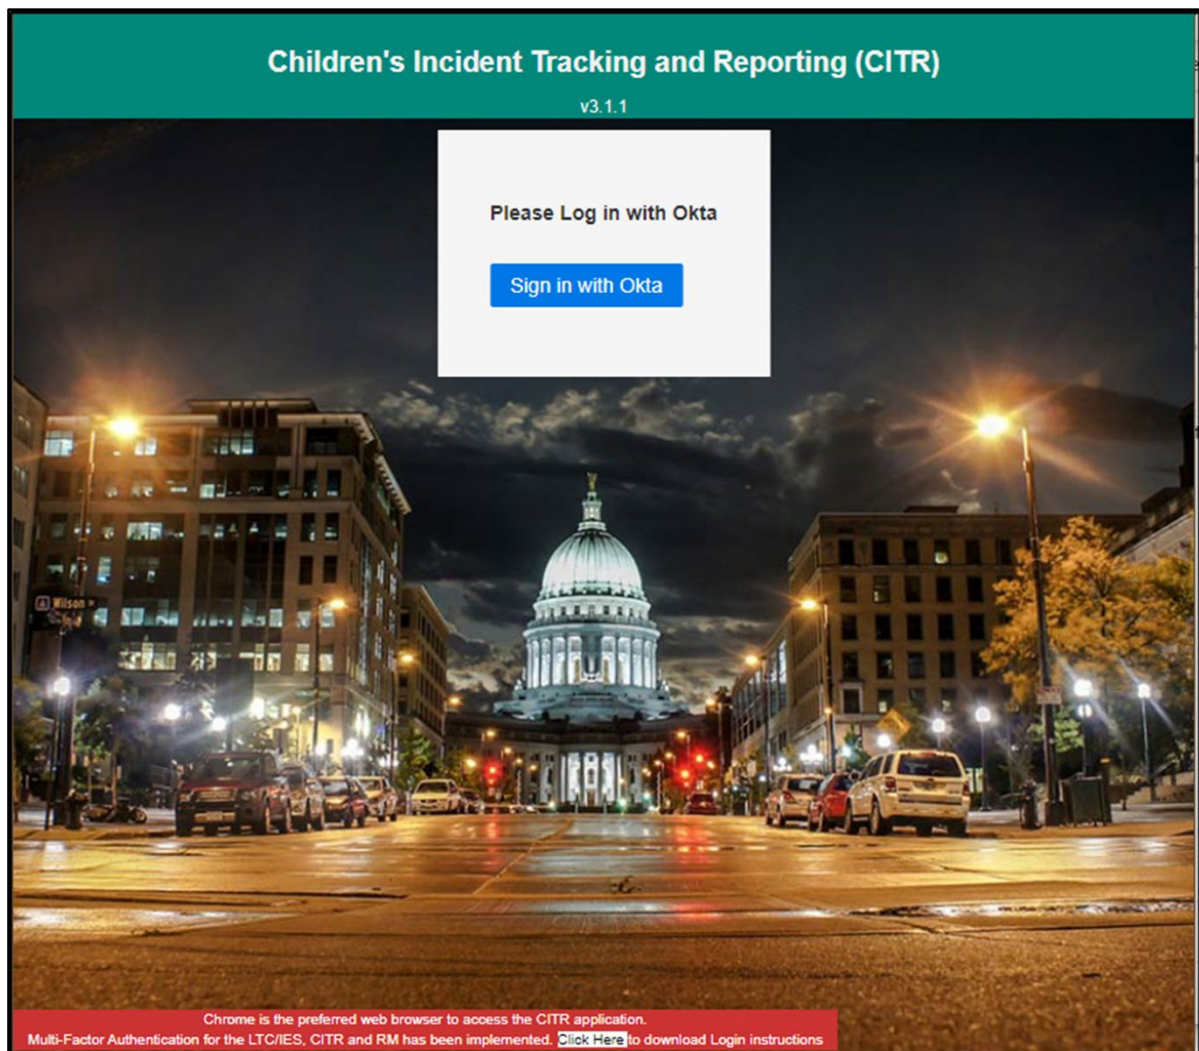 Children's Incident Tracking and Reporting (CITR)
v3.1.1
Please Log in with Okta
Sign in with Okta
Wilson
Chrome is the preferred web browser to access the CITR application.
Multi-Factor Authentication for the LTC/IES, CITR and RM has been implemented. Click Here to download Login instructions